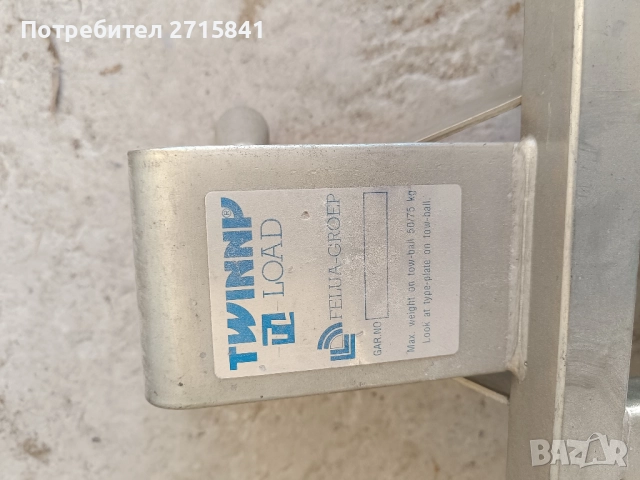 Потребител 2715841
TWINNP®
LOAD
FELUA-GROEP
GAR.NO
Max. weight on tow-ball 50/75 kg
Look at type-plate on tow-ball.
BAZAR